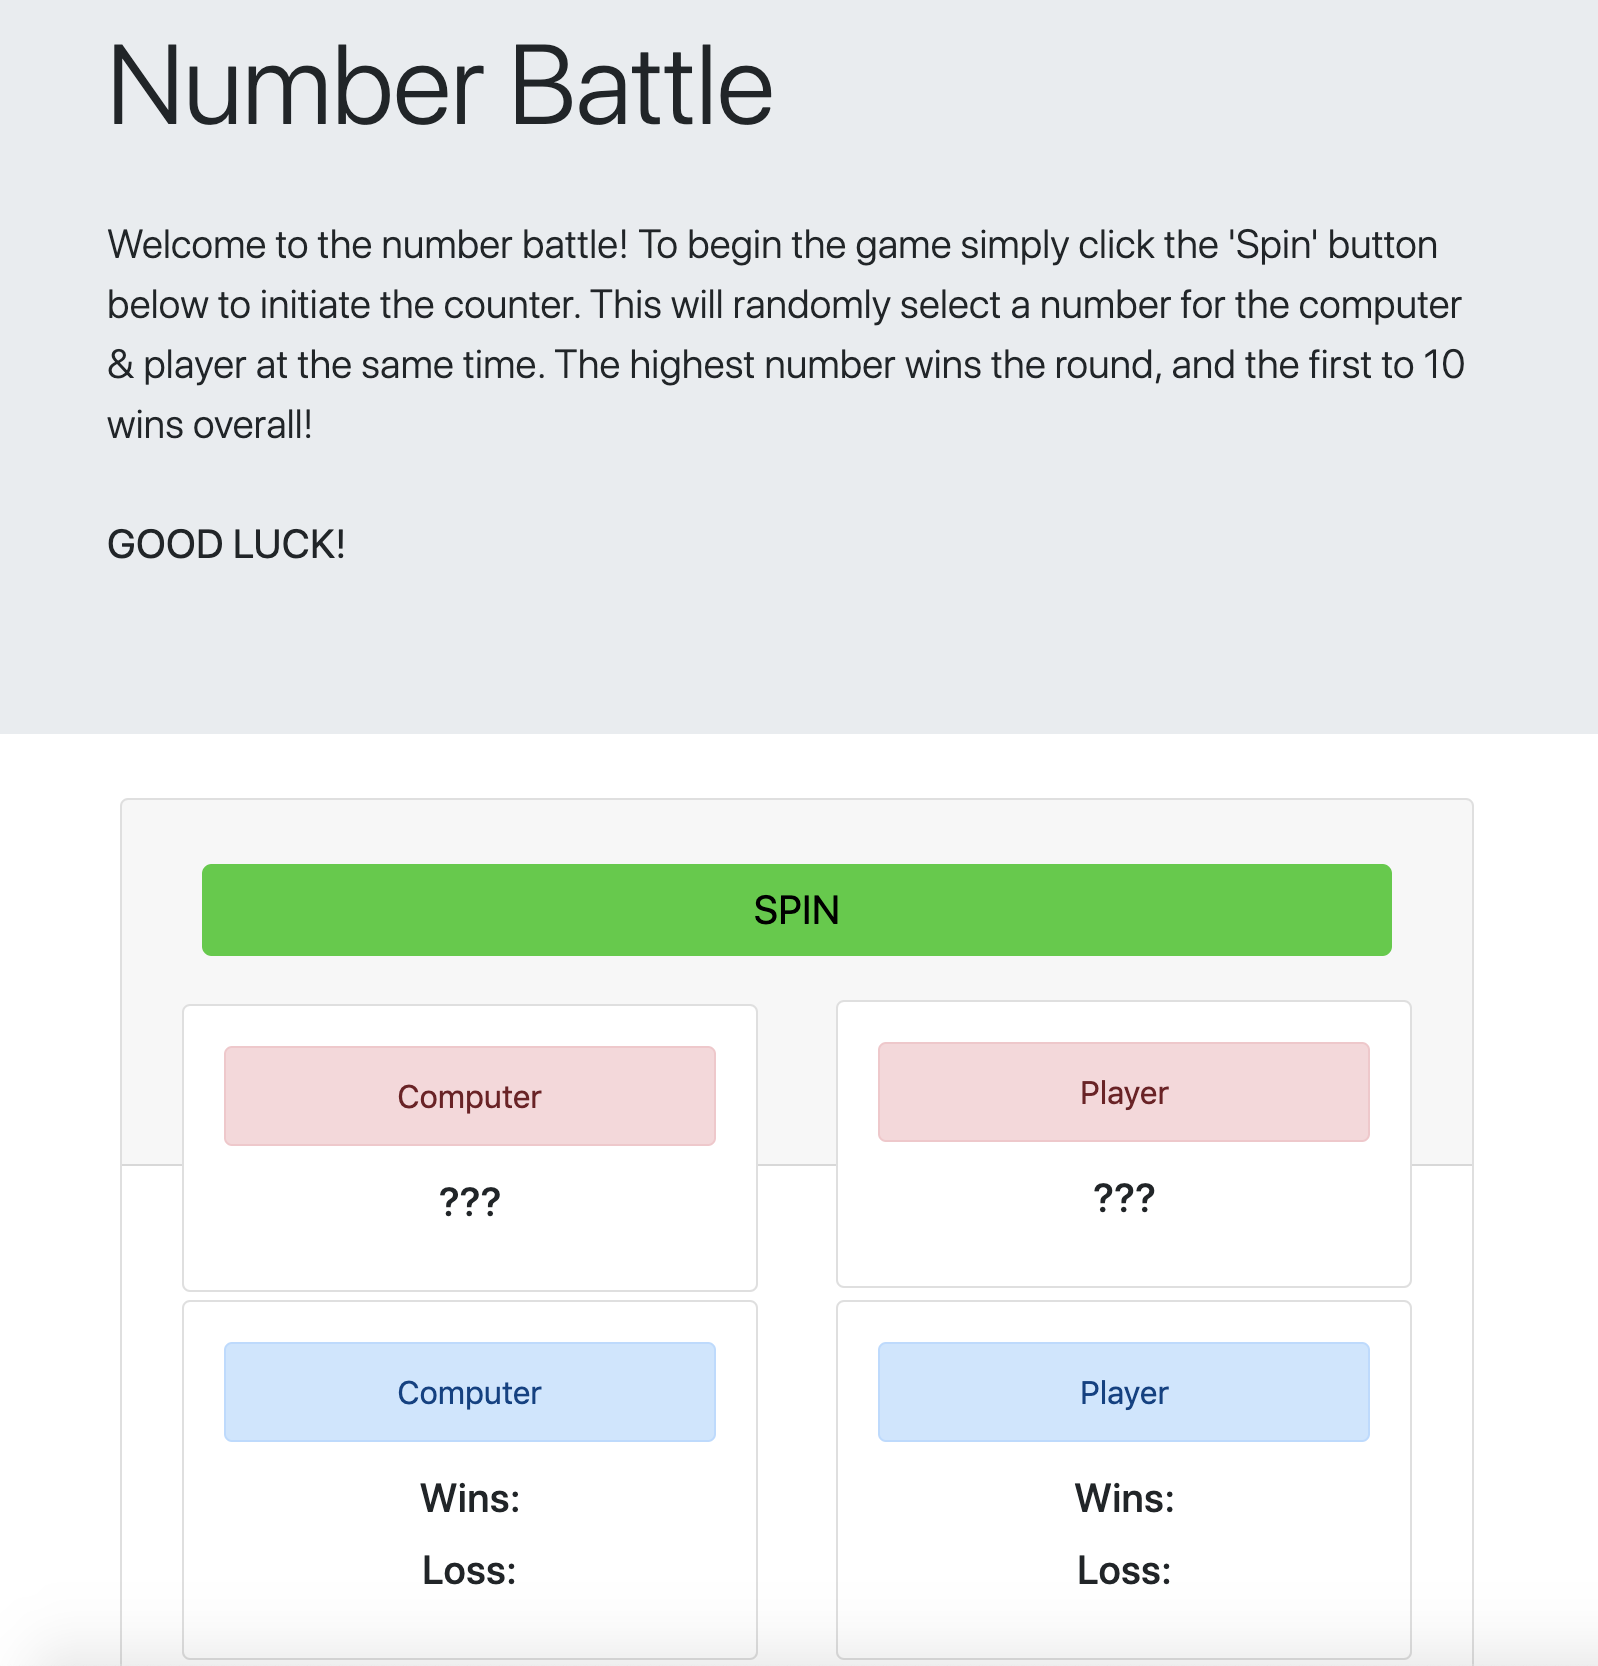 Number Battle
Welcome to the number battle! To begin the game simply click the 'Spin' button
below to initiate the counter. This will randomly select a number for the computer
& player at the same time. The highest number wins the round, and the first to 10
wins overall!
GOOD LUCK!
SPIN
Computer
???
Player
???
Computer
Wins:
Loss:
Player
Wins:
Loss: